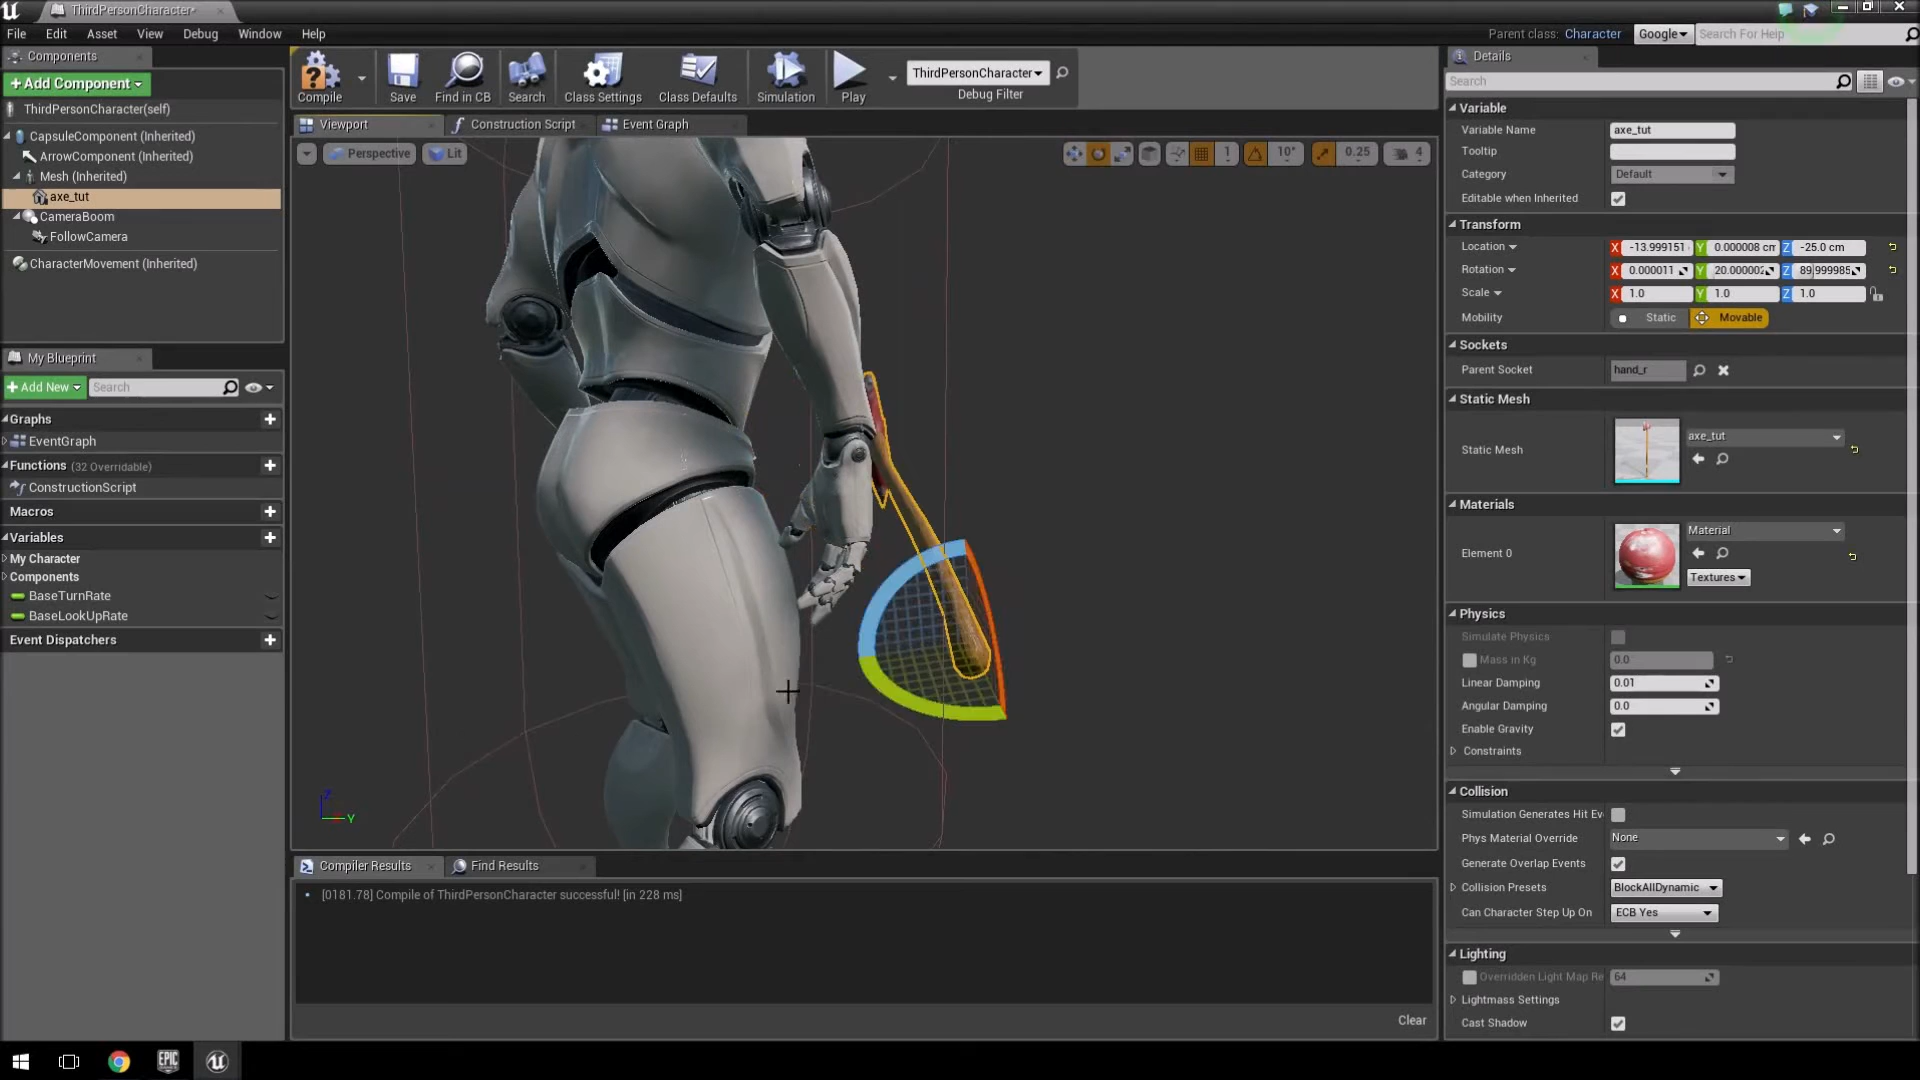 ThirdPersonCharacter*
File Edit Asset View Debug Window Help
Parent class: Character Google Search For Help
Components
+Add Component
ThirdPersonCharacter(self)
CapsuleComponent (Inherited)
ArrowComponent (Inherited)
Mesh (Inherited)
axe_tut
CameraBoom
FollowCamera
CharacterMovement (Inherited)
My Blueprint
+Add New Search
Graphs
EventGraph
Functions (32 Overridable)
ConstructionScript
Macros
Variables
My Character
Components
BaseTurnRate
BaseLookUpRate
Event Dispatchers
Compile Save Find in CB Search Class Settings Class Defaults Simulation Play
ThirdPersonCharacter
Debug Filter
Viewport Construction Script Event Graph
Perspective Lit
1 10° 0.25 4
Z
Y
Compiler Results Find Results
[0181.78] Compile of ThirdPersonCharacter successful! [in 228 ms]
Clear
Details
Search
Variable
Variable Name axe_tut
Tooltip
Category Default
Editable when Inherited
Transform
Location X -13.999151 Y 0.000008 cm Z -25.0 cm
Rotation X 0.000011 Y 20.000002 Z 89.999985
Scale X 1.0 Y 1.0 Z 1.0
Mobility Static Movable
Sockets
Parent Socket hand_r
Static Mesh
Static Mesh axe_tut
Materials
Element 0 Material
Textures
Physics
Simulate Physics
Mass in Kg 0.0
Linear Damping 0.01
Angular Damping 0.0
Enable Gravity
Constraints
Collision
Simulation Generates Hit Ev
Phys Material Override None
Generate Overlap Events
Collision Presets BlockAllDynamic
Can Character Step Up On ECB Yes
Lighting
Overridden Light Map Re 64
Lightmass Settings
Cast Shadow
EPIC